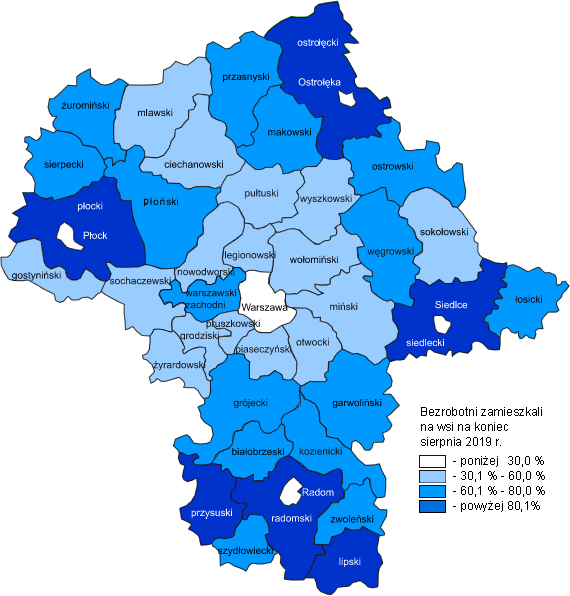 ostrołęcki
Ostrołęka
przasnyski
żuromiński
mlawski
makowski
sierpecki
ciechanowski
ostrowski
płocki
płoński
pułtuski
wyszkowski
Płock
sokołowski
węgrowski
legionowski
wołomiński
gostyniński
nowodworski
sochaczewski
warszawski
zachodni
Warszawa
miński
Siedlce
łosicki
pruszkowski
grodziski
piaseczyński
otwocki
siedlecki
żyrardowski
grójecki
garwoliński
białobrzeski
kozienicki
Radom
przysuski
radomski
zwoleński
szydłowiecki
lipski
Bezrobotni zamieszkali
na wsi na koniec
sierpnia 2019 r.
- poniżej 30,0 %
- 30,1 % - 60,0 %
- 60,1 % - 80,0 %
- powyżej 80,1%